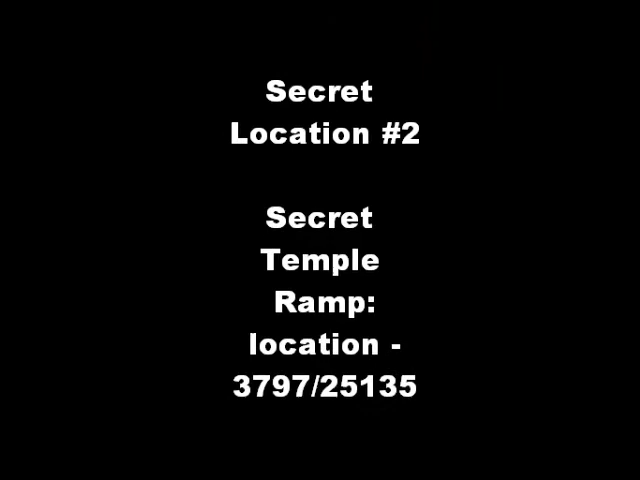 Secret
Location #2
Secret
Temple
Ramp:
location -
3797/25135